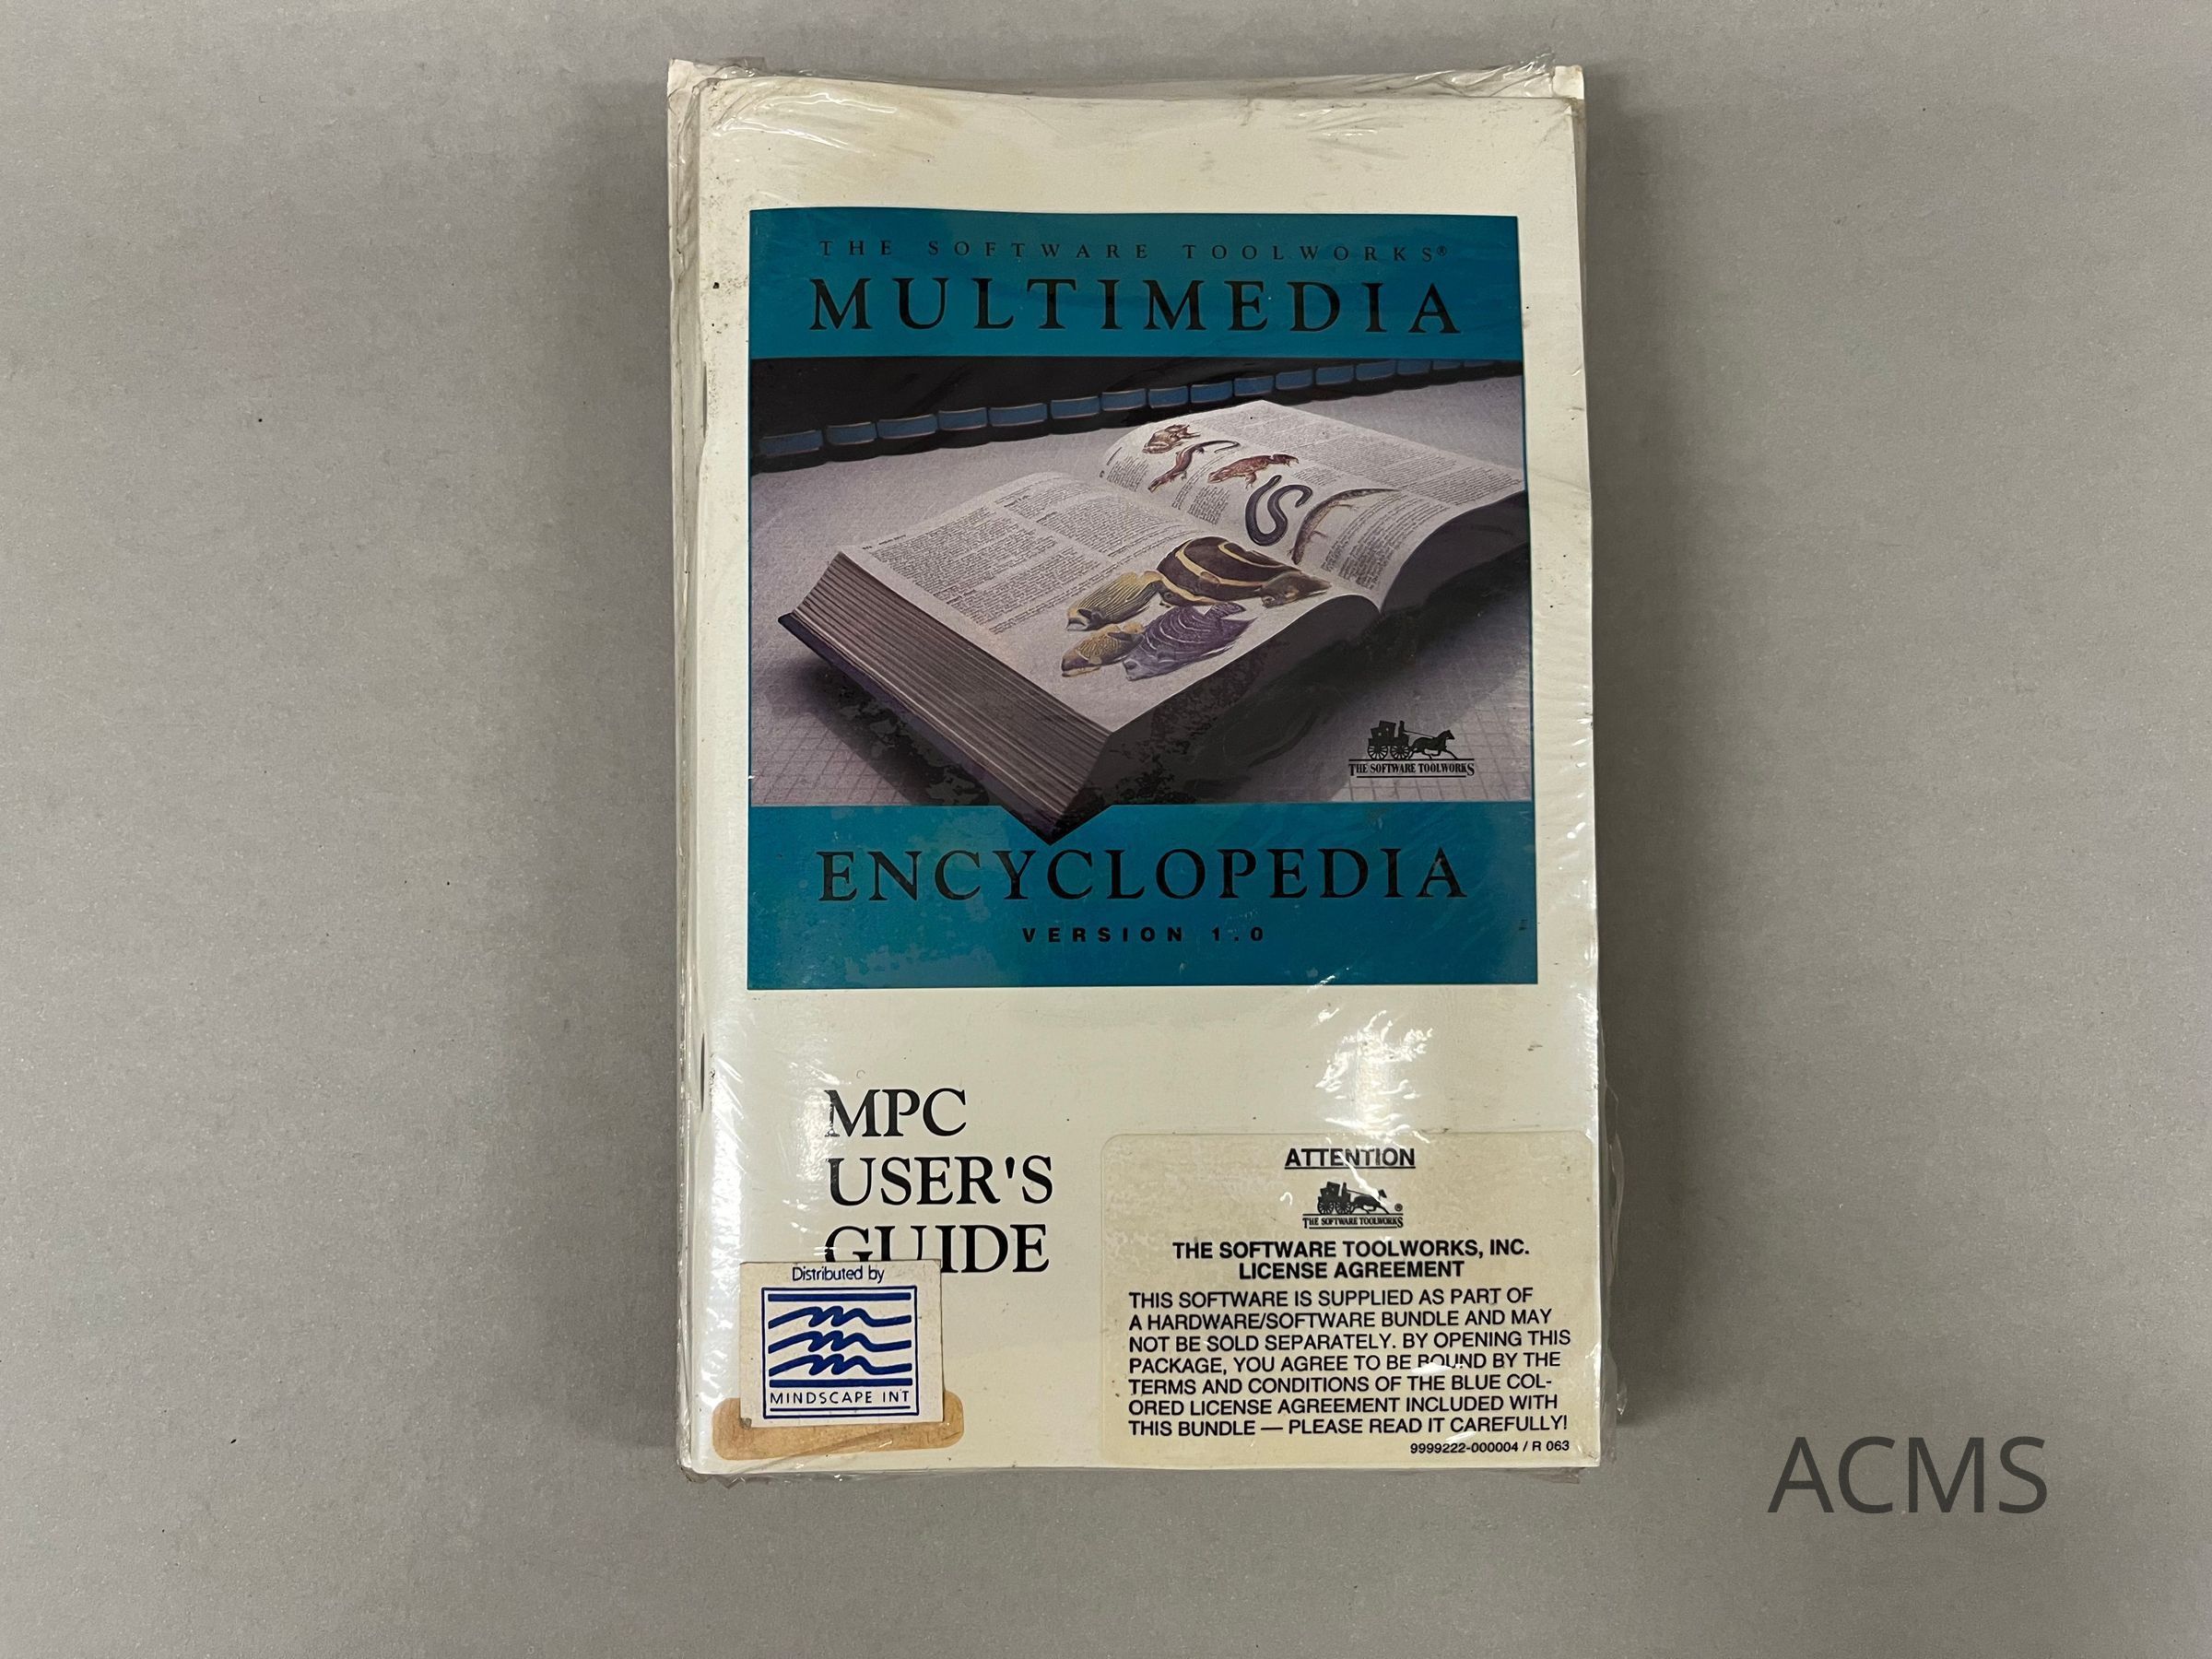 THE SOFTWARE TOOLWORKS®
MULTIMEDIA
THE SOFTWARE TOOLWORKS
ENCYCLOPEDIA
VERSION 1.0
MPC
USER'S
GUIDE
Distributed by
MINDSCAPE INT
ATTENTION
®
THE SOFTWARE TOOLWORKS
THE SOFTWARE TOOLWORKS, INC.
LICENSE AGREEMENT
THIS SOFTWARE IS SUPPLIED AS PART OF
A HARDWARE/SOFTWARE BUNDLE AND MAY
NOT BE SOLD SEPARATELY. BY OPENING THIS
PACKAGE, YOU AGREE TO BE BOUND BY THE
TERMS AND CONDITIONS OF THE BLUE COL-
ORED LICENSE AGREEMENT INCLUDED WITH
THIS BUNDLE — PLEASE READ IT CAREFULLY!
9999222-000004 / R 063
ACMS